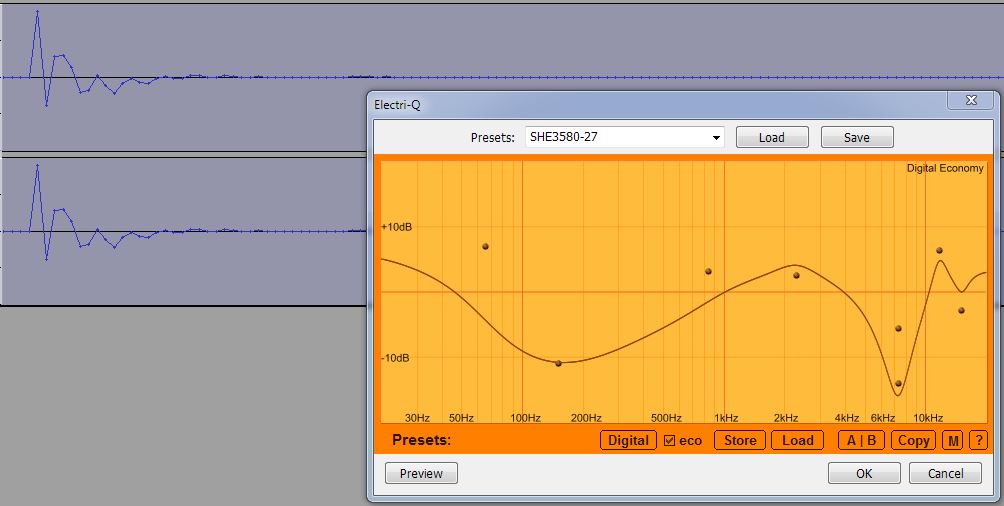 Electri-Q
Presets: SHE3580-27 Load Save
Digital Economy
+10dB
-10dB
30Hz 50Hz 100Hz 200Hz 500Hz 1kHz 2kHz 4kHz 6kHz 10kHz
Presets: Digital eco Store Load A | B Copy M ?
Preview OK Cancel